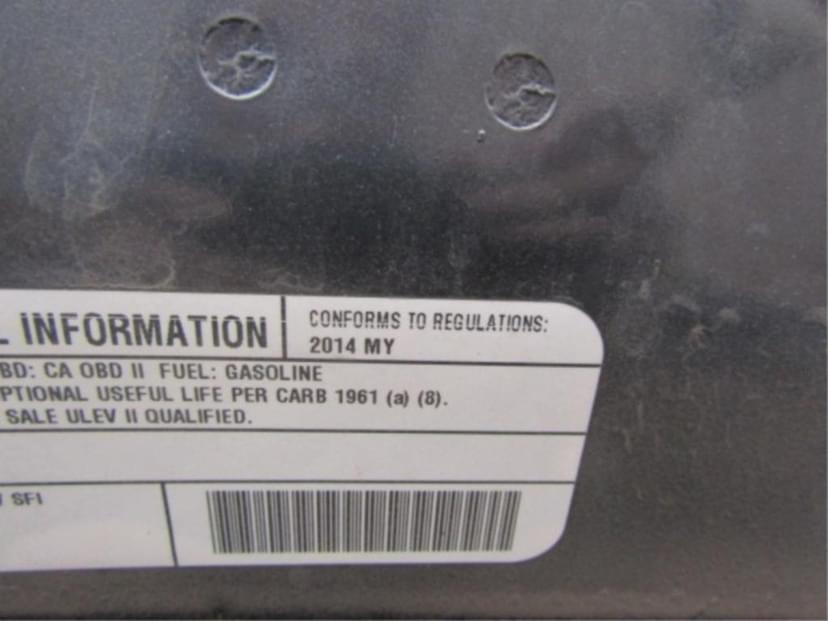 L INFORMATION
CONFORMS TO REGULATIONS:
2014 MY
BD: CA OBD II FUEL: GASOLINE
PTIONAL USEFUL LIFE PER CARB 1961 (a) (8).
SALE ULEV II QUALIFIED.
/ SFI